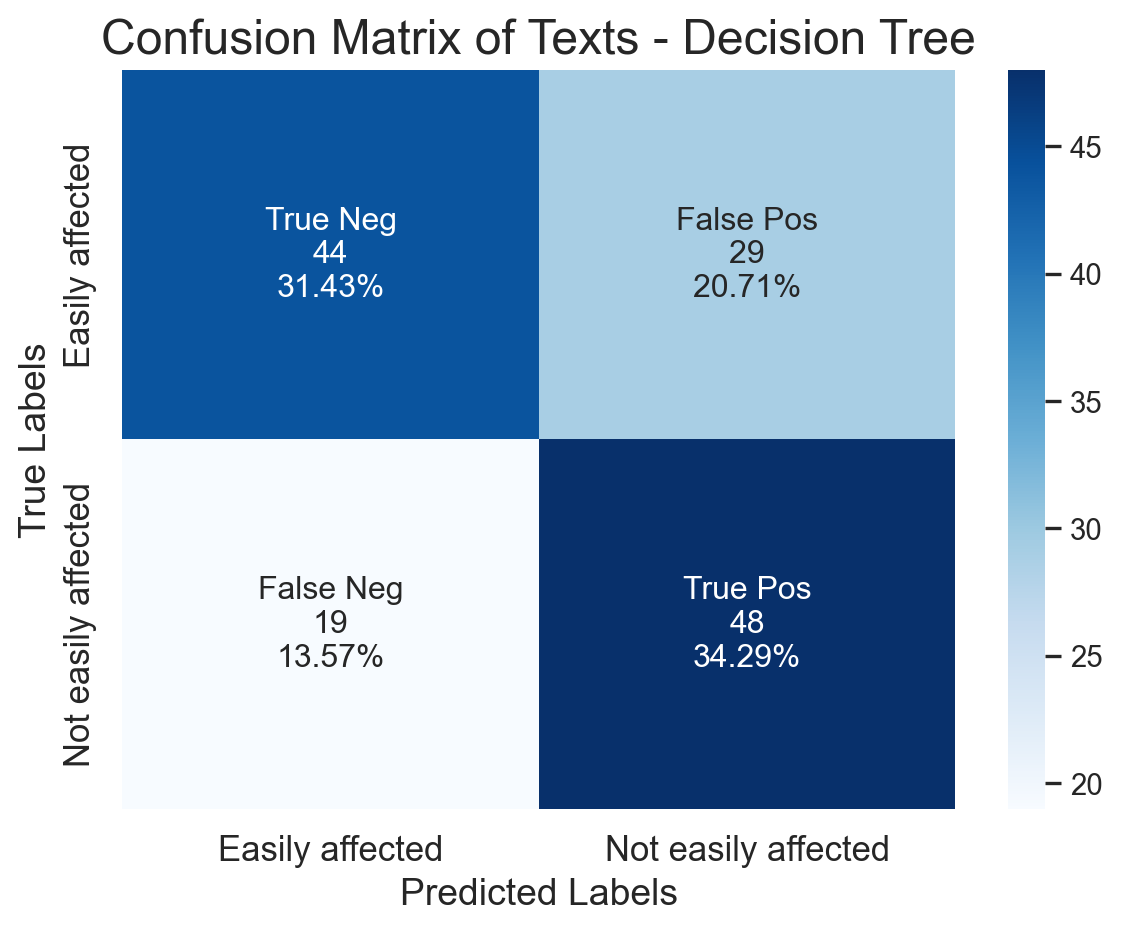 Confusion Matrix of Texts - Decision Tree
True Labels
Easily affected
Not easily affected
True Neg
44
31.43%
False Pos
29
20.71%
False Neg
19
13.57%
True Pos
48
34.29%
45
40
35
30
25
20
Easily affected
Not easily affected
Predicted Labels